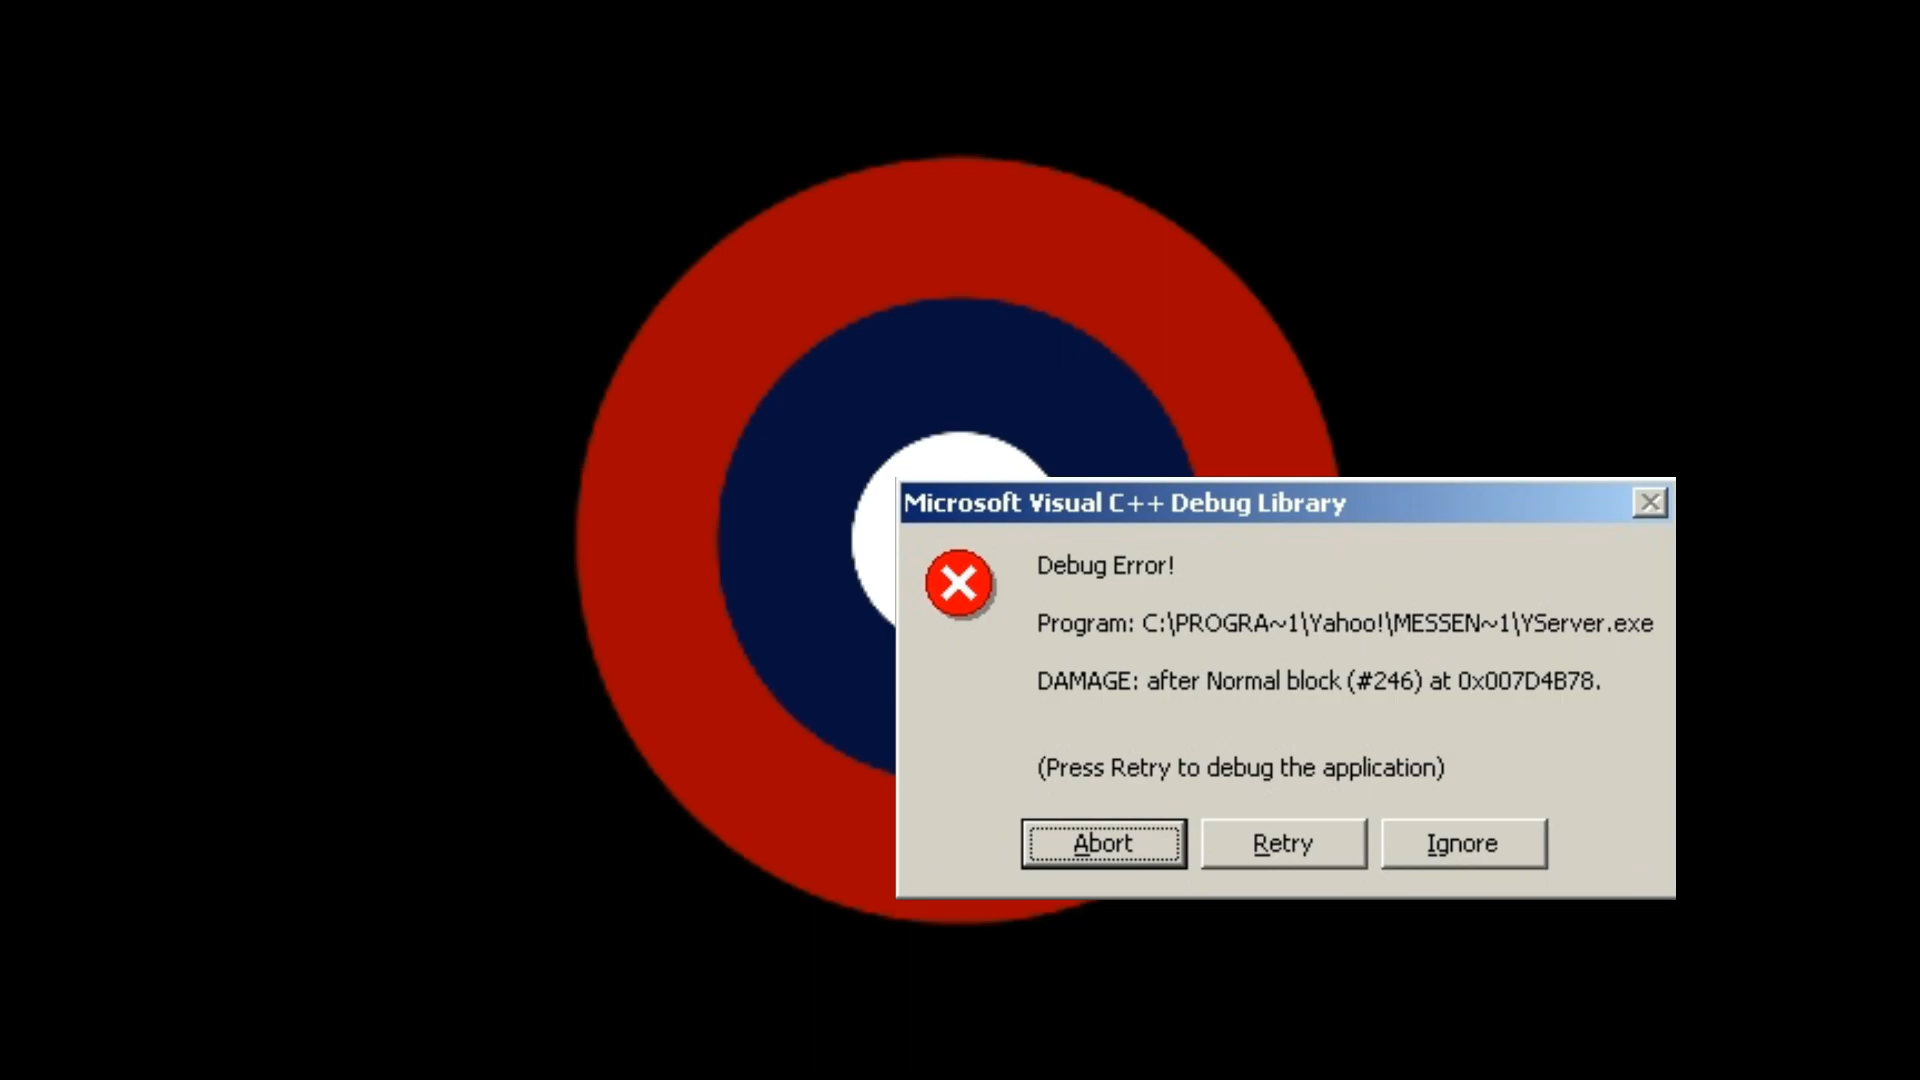 Microsoft Visual C++ Debug Library
Debug Error!
Program: C:\PROGRA~1\Yahoo!\MESSEN~1\YServer.exe
DAMAGE: after Normal block (#246) at 0x007D4B78.
(Press Retry to debug the application)
Abort Retry Ignore